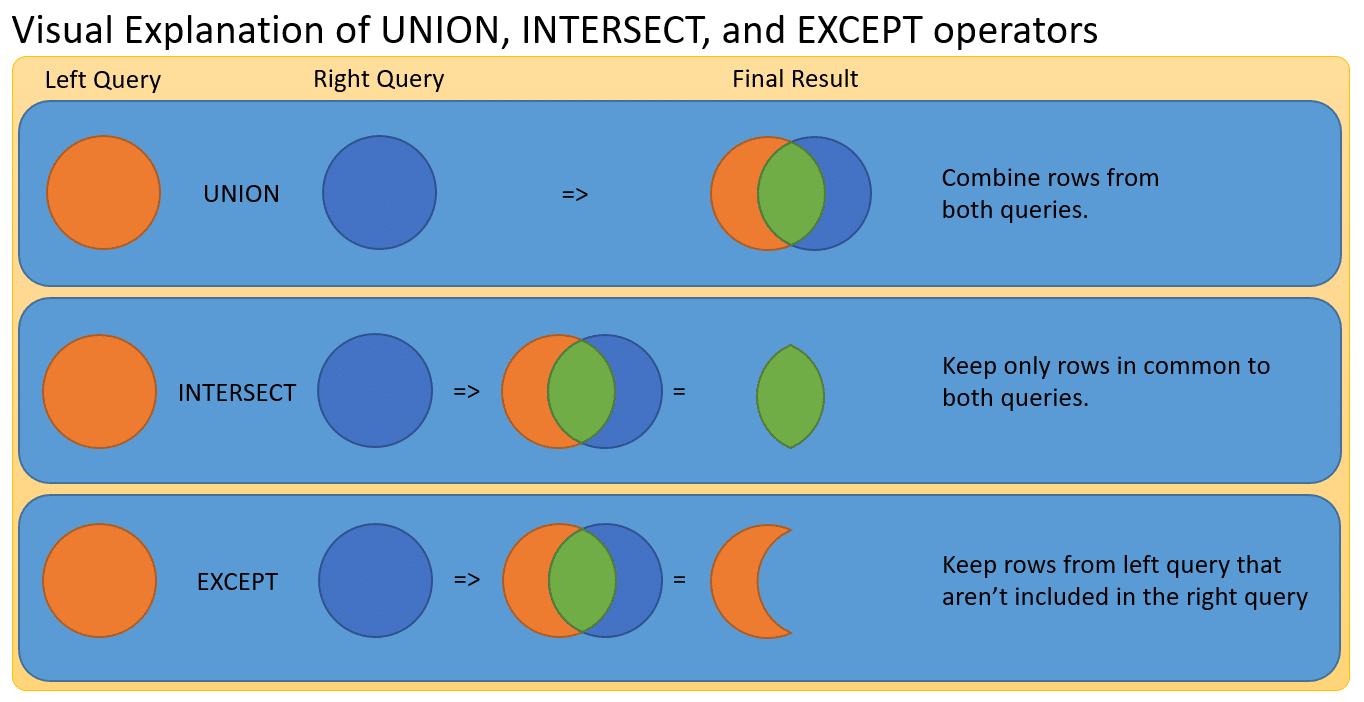 Visual Explanation of UNION, INTERSECT, and EXCEPT operators
Left Query
Right Query
Final Result
UNION
=>
Combine rows from
both queries.
INTERSECT
=>
=
Keep only rows in common to
both queries.
EXCEPT
=>
=
Keep rows from left query that
aren’t included in the right query